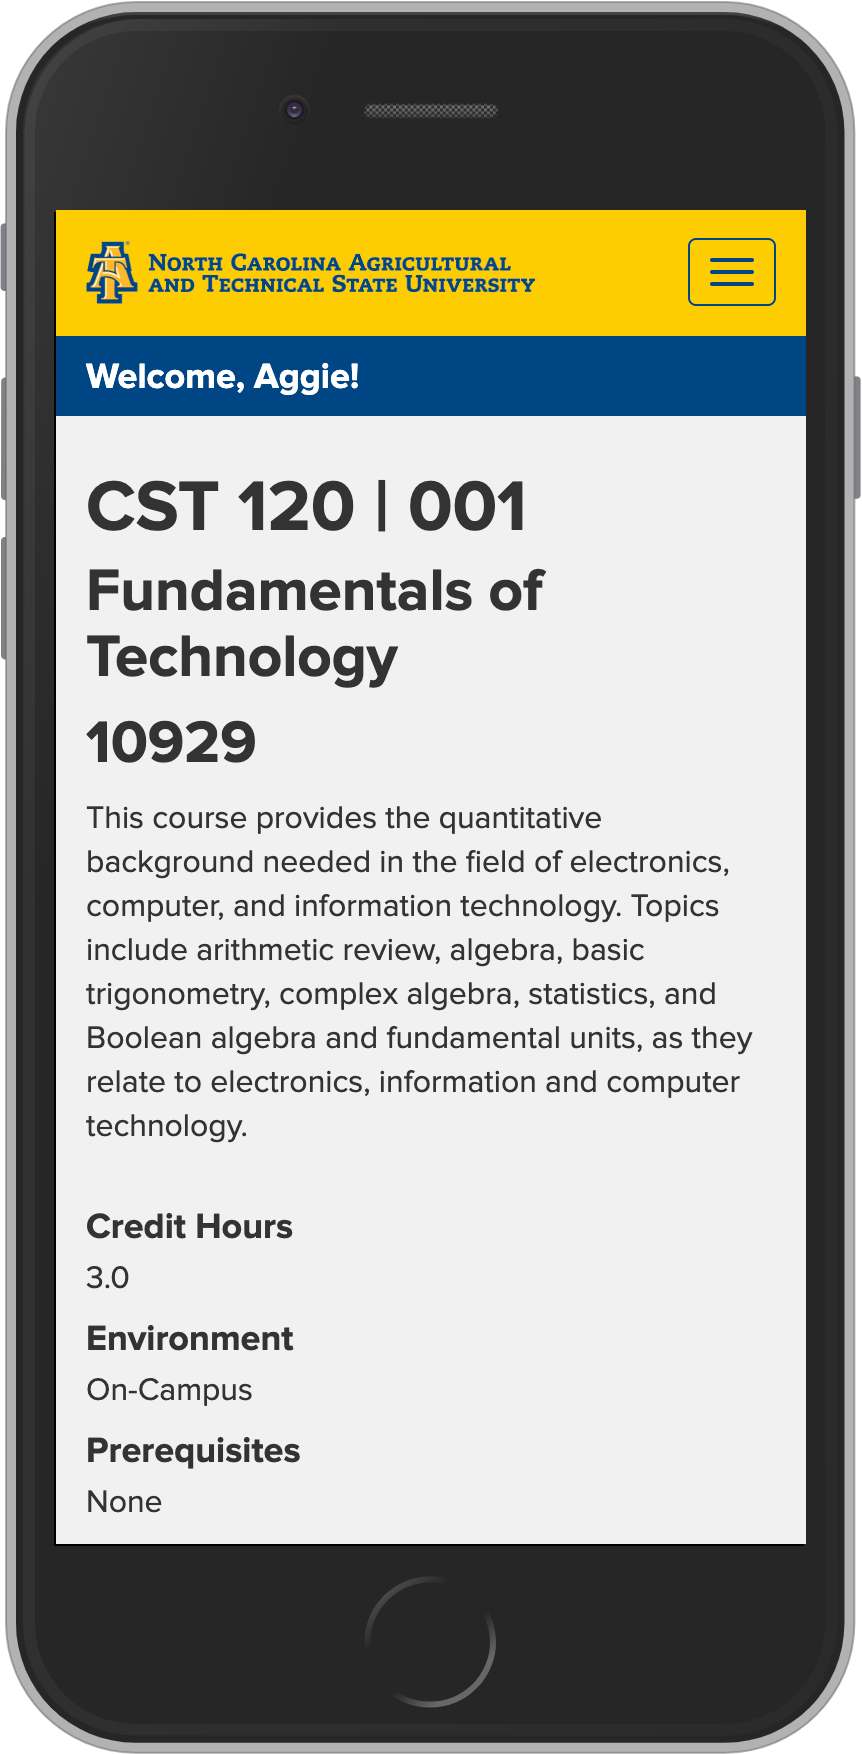 North Carolina Agricultural
and Technical State University
Welcome, Aggie!
CST 120 | 001
Fundamentals of
Technology
10929
This course provides the quantitative
background needed in the field of electronics,
computer, and information technology. Topics
include arithmetic review, algebra, basic
trigonometry, complex algebra, statistics, and
Boolean algebra and fundamental units, as they
relate to electronics, information and computer
technology.
Credit Hours
3.0
Environment
On-Campus
Prerequisites
None